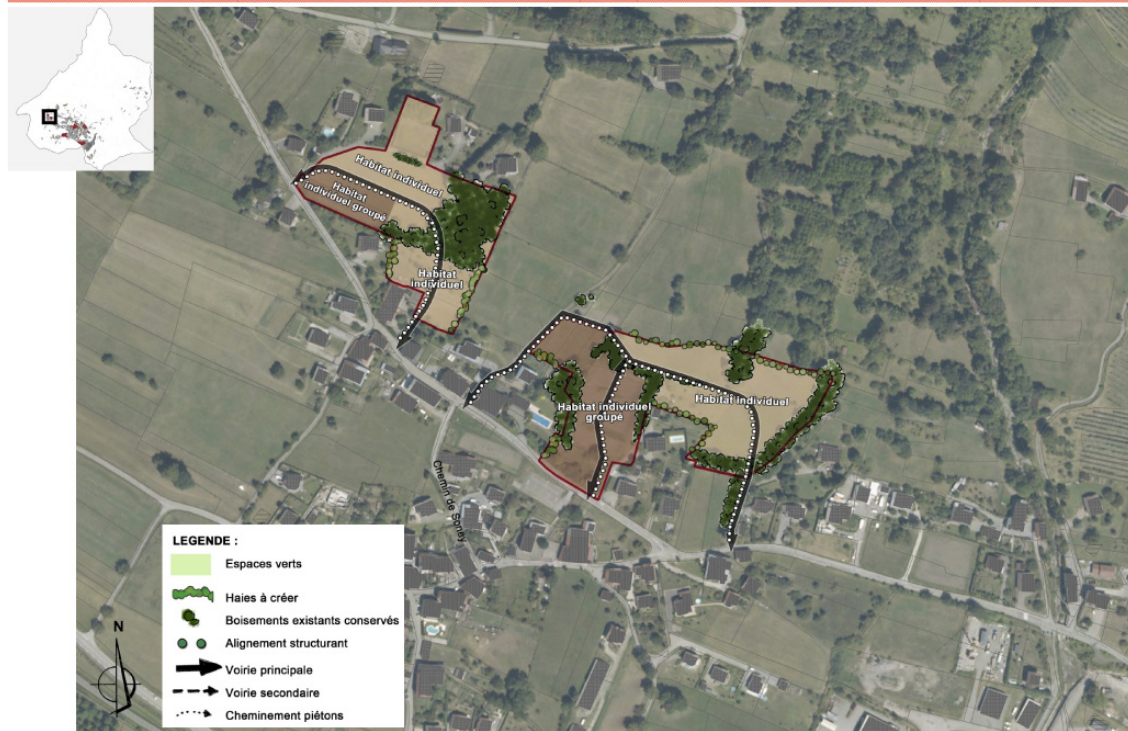 Habitat individuel
Habitat
individuel groupé
Habitat
individuel
Habitat individuel
Habitat individuel
groupé
Chemin de Sonby
LEGENDE :
Espaces verts
Haies à créer
Boisements existants conservés
Alignement structurant
N
Voirie principale
Voirie secondaire
Cheminement piétons